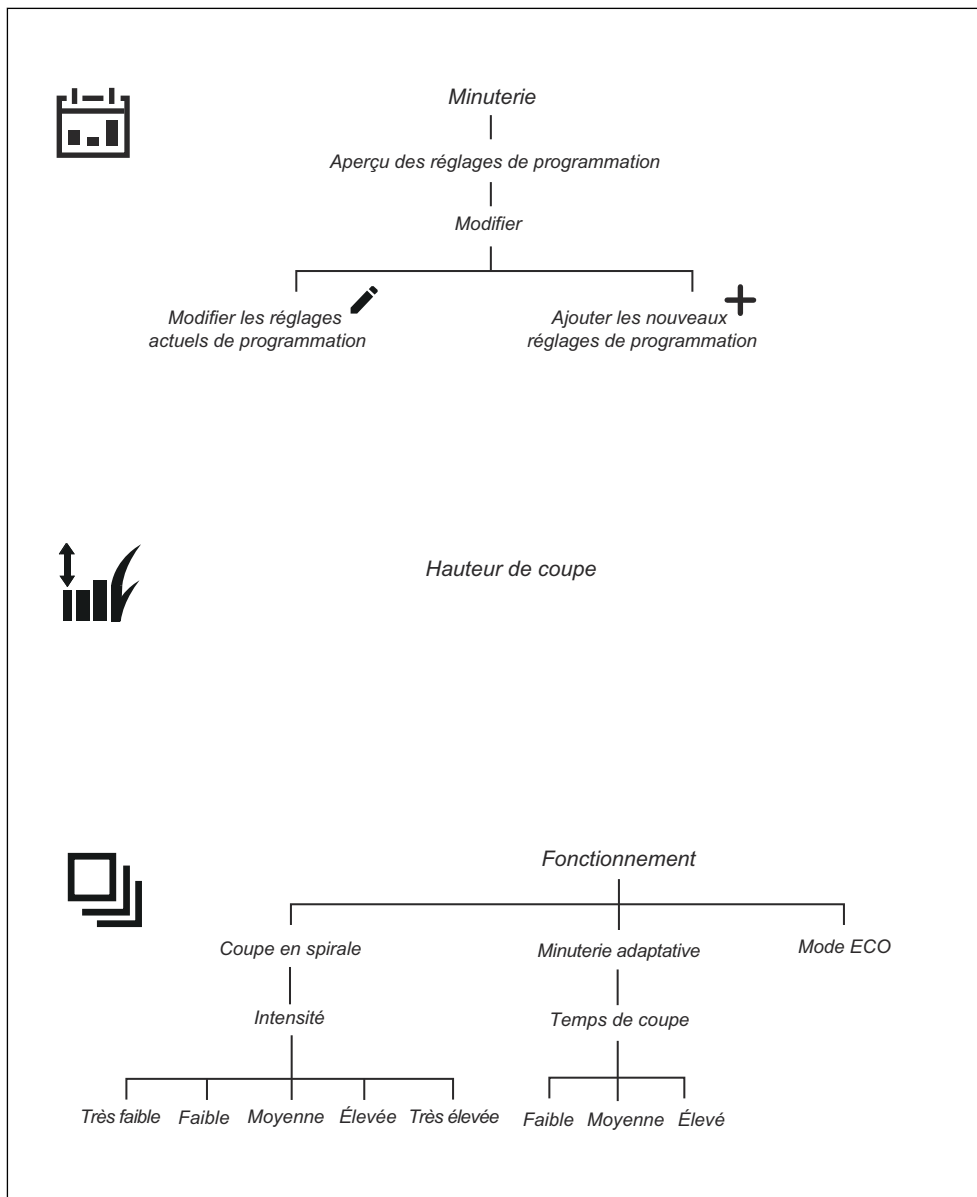 Minuterie
Aperçu des réglages de programmation
Modifier
Modifier les réglages
actuels de programmation
Ajouter les nouveaux
réglages de programmation
Hauteur de coupe
Fonctionnement
Coupe en spirale
Minuterie adaptative
Mode ECO
Intensité
Temps de coupe
Très faible
Faible
Moyenne
Élevée
Très élevée
Faible
Moyenne
Élevé